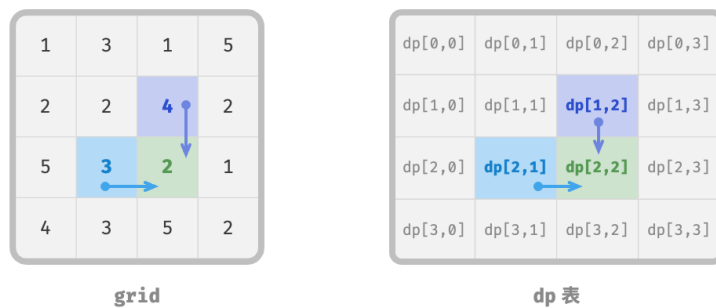 1 3 1 5
2 2 4 2
5 3 2 1
4 3 5 2
grid
dp[0,0] dp[0,1] dp[0,2] dp[0,3]
dp[1,0] dp[1,1] dp[1,2] dp[1,3]
dp[2,0] dp[2,1] dp[2,2] dp[2,3]
dp[3,0] dp[3,1] dp[3,2] dp[3,3]
dp 表